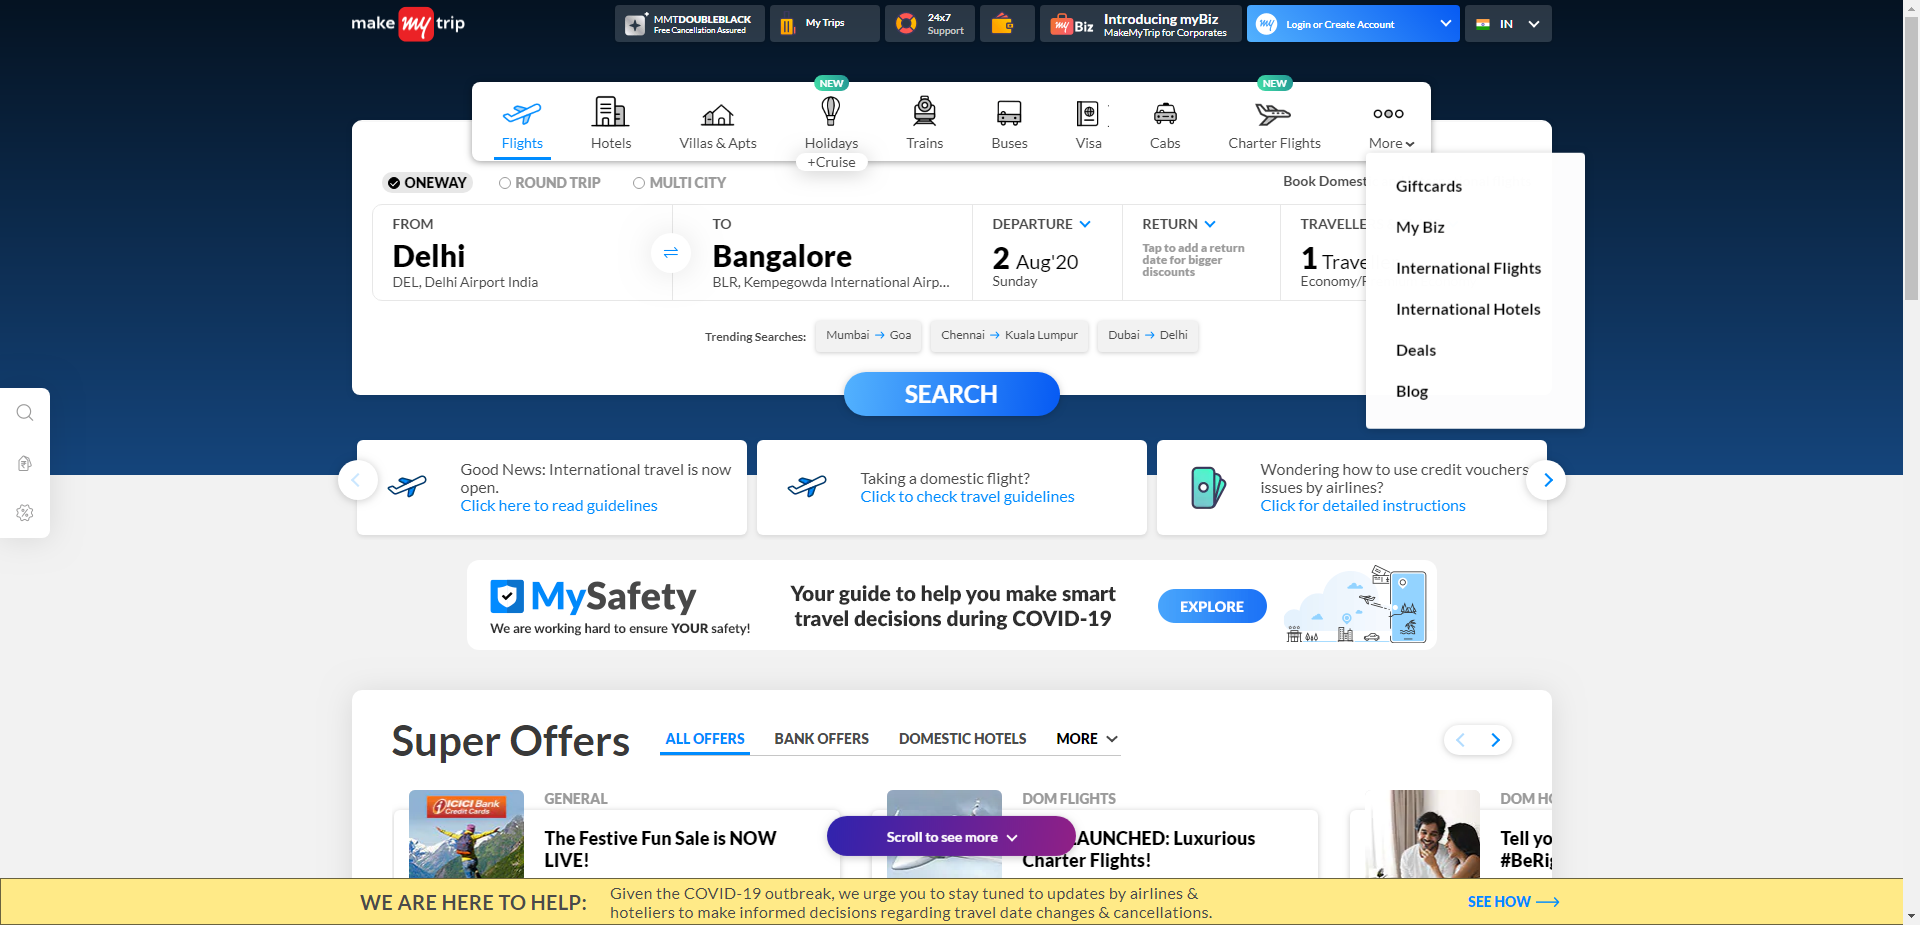 make my trip
MMTDOUBLEBLACK
Free Cancellation Assured
My Trips
24x7
Support
my Biz
Introducing myBiz
MakeMyTrip for Corporates
my
Login or Create Account
IN
NEW
NEW
Flights
Hotels
Villas & Apts
Holidays
+Cruise
Trains
Buses
Visa
Cabs
Charter Flights
More
Giftcards
My Biz
International Flights
International Hotels
Deals
Blog
ONEWAY
ROUND TRIP
MULTI CITY
Book Domest
FROM
Delhi
DEL, Delhi Airport India
TO
Bangalore
BLR, Kempegowda International Airp...
DEPARTURE
2 Aug'20
Sunday
RETURN
Tap to add a return
date for bigger
discounts
TRAVELLE
1 Trave
Economy/
Trending Searches:
Mumbai → Goa
Chennai → Kuala Lumpur
Dubai → Delhi
SEARCH
Good News: International travel is now
open.
Click here to read guidelines
Taking a domestic flight?
Click to check travel guidelines
Wondering how to use credit vouchers
issues by airlines?
Click for detailed instructions
MySafety
We are working hard to ensure YOUR safety!
Your guide to help you make smart
travel decisions during COVID-19
EXPLORE
Super Offers
ALL OFFERS
BANK OFFERS
DOMESTIC HOTELS
MORE
ICICI Bank
Credit Cards
GENERAL
The Festive Fun Sale is NOW
LIVE!
DOM FLIGHTS
AUNCHED: Luxurious
Charter Flights!
DOM HO
Tell yo
#BeRig
Scroll to see more
WE ARE HERE TO HELP:
Given the COVID-19 outbreak, we urge you to stay tuned to updates by airlines &
hoteliers to make informed decisions regarding travel date changes & cancellations.
SEE HOW